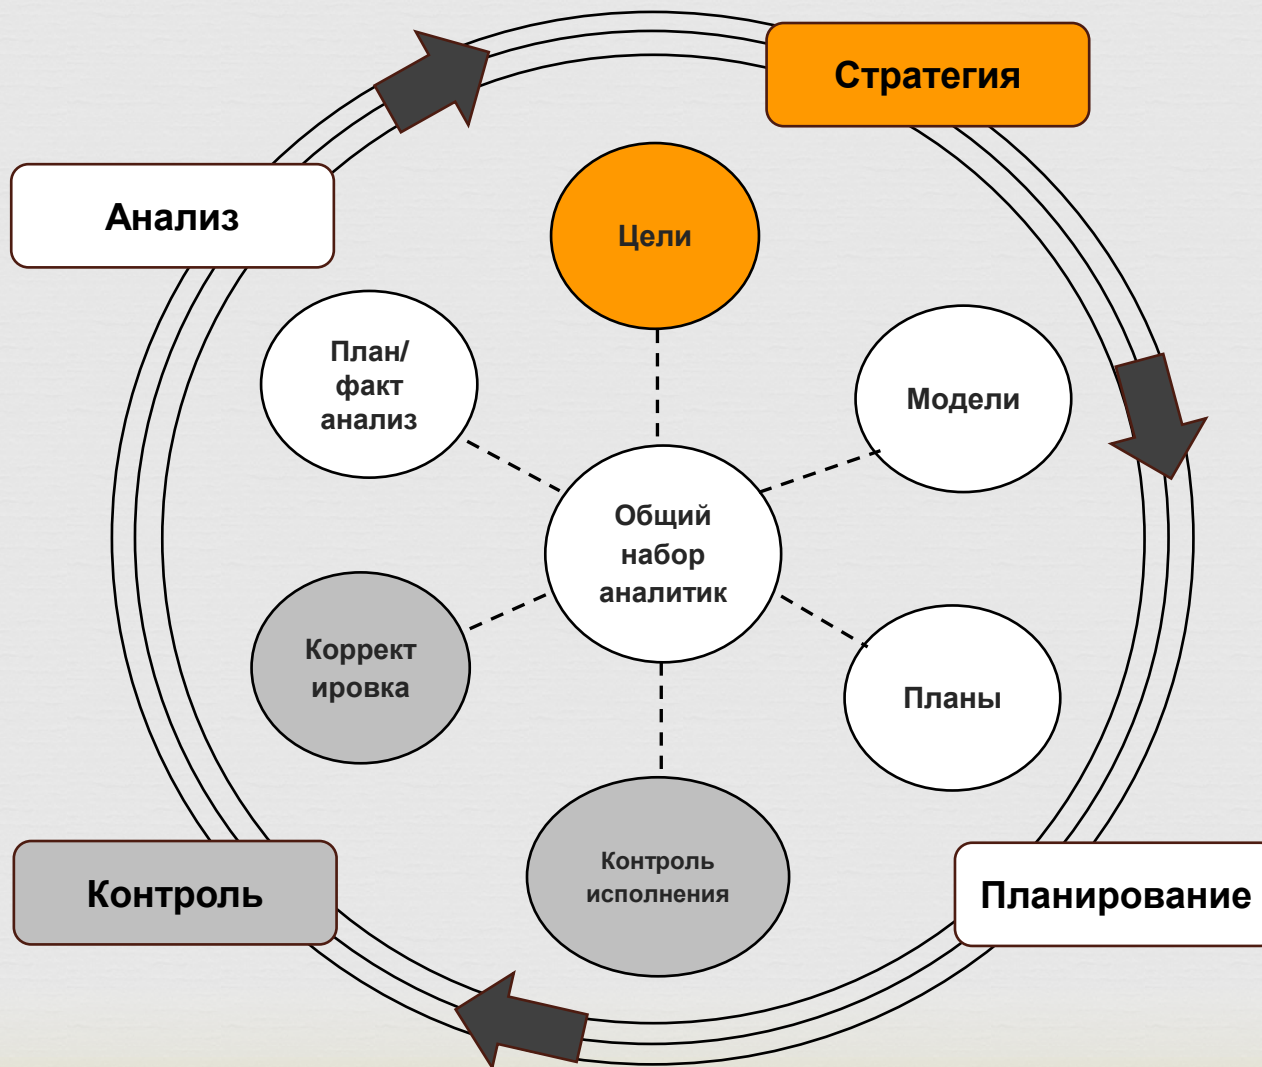 Стратегия
Анализ
Цели
План/
факт
анализ
Модели
Общий
набор
аналитик
Коррект
ировка
Планы
Контроль
исполнения
Контроль
Планирование